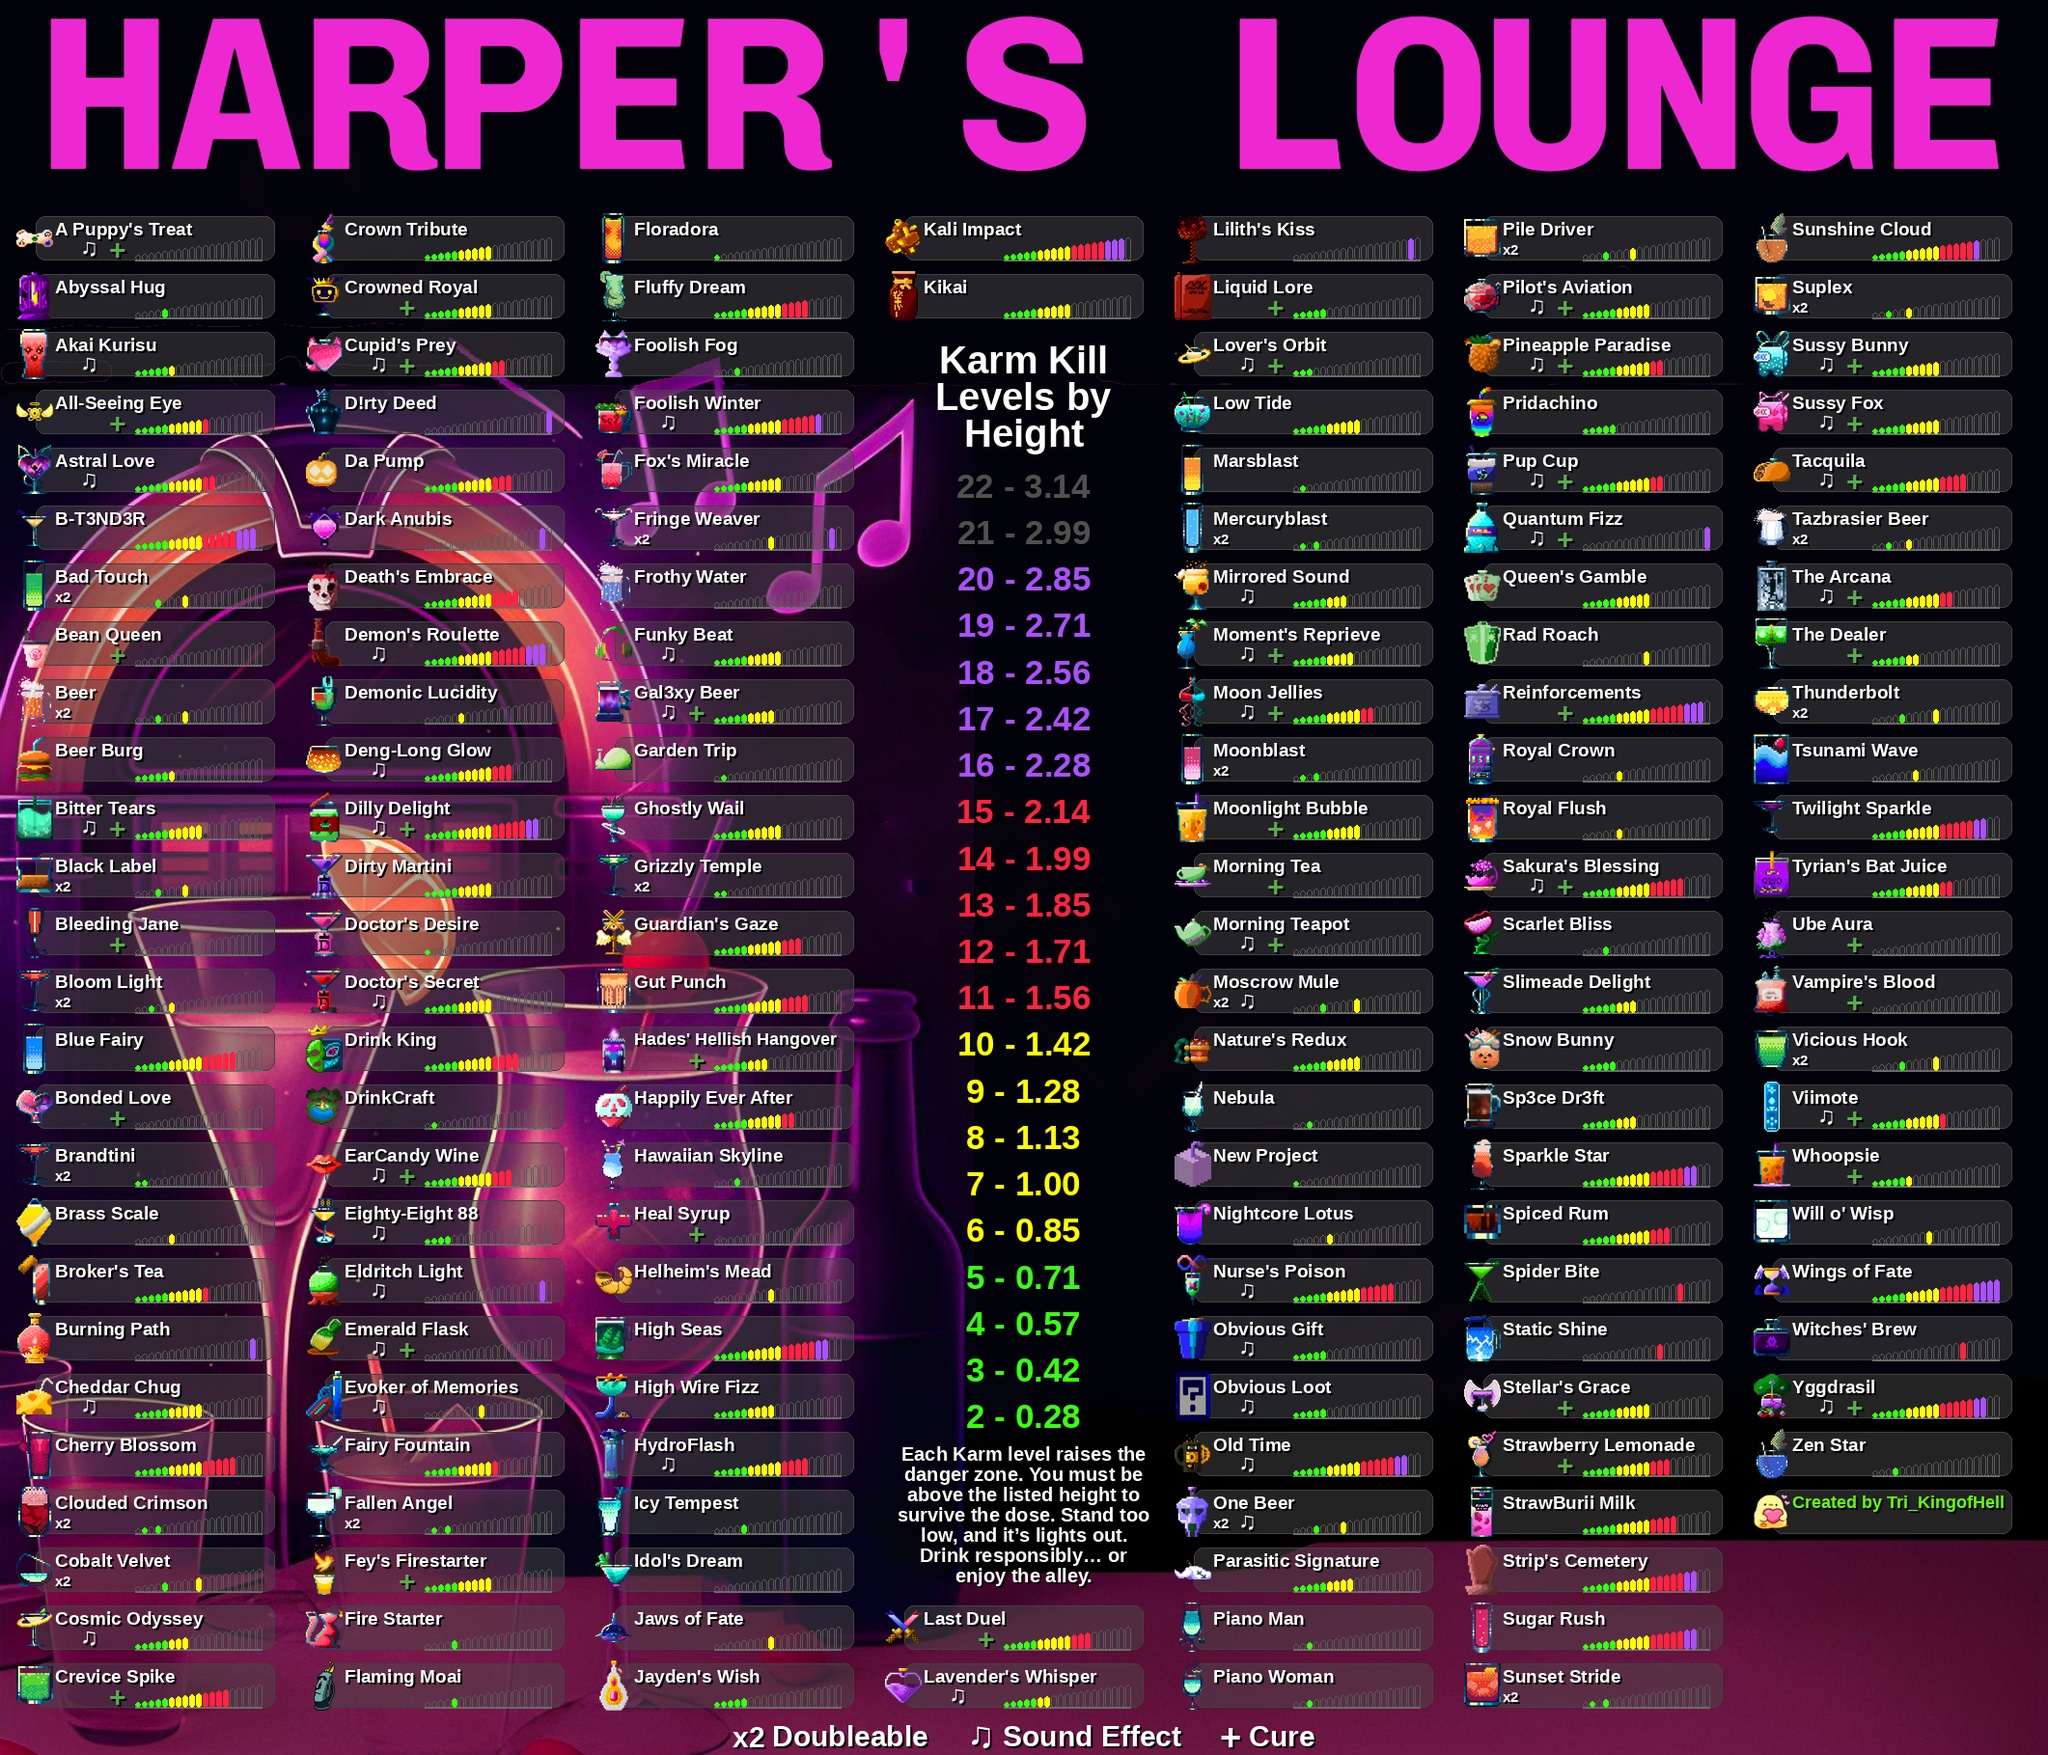 HARPER'S LOUNGE
A Puppy's Treat
♫ +
Abyssal Hug
Akai Kurisu
♫
All-Seeing Eye
+
Astral Love
♫
B-T3ND3R
Bad Touch
x2
Bean Queen
+
Beer
x2
Beer Burg
Bitter Tears
♫ +
Black Label
x2
Bleeding Jane
+
Bloom Light
x2
Blue Fairy
Bonded Love
+
Brandtini
x2
Brass Scale
Broker's Tea
Burning Path
Cheddar Chug
♫
Cherry Blossom
Clouded Crimson
x2
Cobalt Velvet
x2
Cosmic Odyssey
♫
Crevice Spike
+
Crown Tribute
Crowned Royal
+
Cupid's Prey
♫ +
D!rty Deed
Da Pump
Dark Anubis
Death's Embrace
Demon's Roulette
♫
Demonic Lucidity
Deng-Long Glow
♫
Dilly Delight
♫ +
Dirty Martini
Doctor's Desire
Doctor's Secret
♫
Drink King
DrinkCraft
EarCandy Wine
♫ +
Eighty-Eight 88
♫
Eldritch Light
♫
Emerald Flask
♫ +
Evoker of Memories
♫
Fairy Fountain
Fallen Angel
x2
Fey's Firestarter
+
Fire Starter
Flaming Moai
Floradora
Fluffy Dream
Foolish Fog
Foolish Winter
♫
Fox's Miracle
Fringe Weaver
x2
Frothy Water
Funky Beat
♫
Gal3xy Beer
♫ +
Garden Trip
Ghostly Wail
Grizzly Temple
x2
Guardian's Gaze
Gut Punch
Hades' Hellish Hangover
+
Happily Ever After
Hawaiian Skyline
Heal Syrup
+
Helheim's Mead
High Seas
High Wire Fizz
HydroFlash
♫
Icy Tempest
Idol's Dream
Jaws of Fate
Jayden's Wish
Kali Impact
Kikai
Karm Kill
Levels by
Height
22 - 3.14
21 - 2.99
20 - 2.85
19 - 2.71
18 - 2.56
17 - 2.42
16 - 2.28
15 - 2.14
14 - 1.99
13 - 1.85
12 - 1.71
11 - 1.56
10 - 1.42
9 - 1.28
8 - 1.13
7 - 1.00
6 - 0.85
5 - 0.71
4 - 0.57
3 - 0.42
2 - 0.28
Each Karm level raises the
danger zone. You must be
above the listed height to
survive the dose. Stand too
low, and it's lights out.
Drink responsibly... or
enjoy the alley.
Last Duel
+
Lavender's Whisper
♫
Lilith's Kiss
Liquid Lore
+
Lover's Orbit
♫ +
Low Tide
Marsblast
Mercuryblast
x2
Mirrored Sound
♫
Moment's Reprieve
♫ +
Moon Jellies
♫ +
Moonblast
x2
Moonlight Bubble
+
Morning Tea
+
Morning Teapot
♫ +
Moscrow Mule
x2 ♫
Nature's Redux
Nebula
New Project
Nightcore Lotus
Nurse's Poison
♫
Obvious Gift
♫
Obvious Loot
♫
Old Time
♫
One Beer
x2 ♫
Parasitic Signature
Piano Man
Piano Woman
Pile Driver
x2
Pilot's Aviation
♫ +
Pineapple Paradise
♫ +
Pridachino
Pup Cup
♫ +
Quantum Fizz
♫ +
Queen's Gamble
Rad Roach
Reinforcements
+
Royal Crown
Royal Flush
Sakura's Blessing
♫ +
Scarlet Bliss
Slimeade Delight
Snow Bunny
Sp3ce Dr3ft
Sparkle Star
Spiced Rum
Spider Bite
Static Shine
Stellar's Grace
+
Strawberry Lemonade
+
StrawBurii Milk
Strip's Cemetery
Sugar Rush
Sunset Stride
x2
Sunshine Cloud
Suplex
x2
Sussy Bunny
♫ +
Sussy Fox
♫ +
Tacquila
♫ +
Tazbrasier Beer
x2
The Arcana
♫ +
The Dealer
+
Thunderbolt
x2
Tsunami Wave
Twilight Sparkle
Tyrian's Bat Juice
Ube Aura
+
Vampire's Blood
+
Vicious Hook
x2
Viimote
♫ +
Whoopsie
+
Will o' Wisp
Wings of Fate
Witches' Brew
Yggdrasil
♫ +
Zen Star
Created by Tri_KingofHell
x2 Doubleable ♫ Sound Effect + Cure